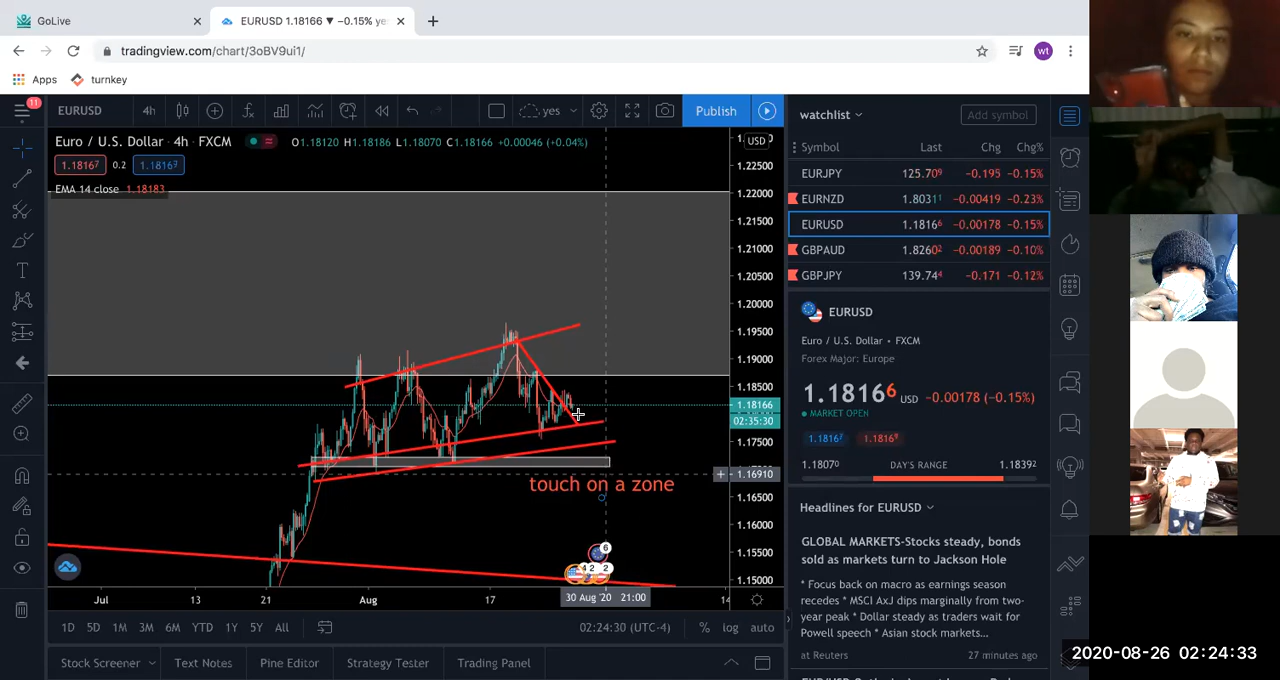 GoLive
EURUSD 1.18166 ▼ −0.15% ye
tradingview.com/chart/3oBV9ui1/
wt
Apps
turnkey
11
EURUSD
4h
yes
Publish
watchlist
Add symbol
Euro / U.S. Dollar · 4h · FXCM
O1.18120 H1.18186 L1.18070 C1.18166 +0.00046 (+0.04%)
1.18167 0.2 1.18169
EMA 14 close 1.18183
USD
1.22500
1.22000
1.21500
1.21000
1.20500
1.20000
1.19500
1.19000
1.18500
1.18166
02:35:30
1.17500
1.16910
1.16500
1.16000
1.15500
1.15000
touch on a zone
6
4 2 2
Jul 13 21 Aug 17 30 Aug '20 21:00 14
1D 5D 1M 3M 6M YTD 1Y 5Y All
02:24:30 (UTC-4)
% log auto
Stock Screener Text Notes Pine Editor Strategy Tester Trading Panel
Symbol Last Chg Chg%
EURJPY 125.709 −0.195 −0.15%
EURNZD 1.80311 −0.00419 −0.23%
EURUSD 1.18166 −0.00178 −0.15%
GBPAUD 1.82602 −0.00189 −0.10%
GBPJPY 139.744 −0.171 −0.12%
EURUSD
Euro / U.S. Dollar • FXCM
Forex Major: Europe
1.18166 USD −0.00178 (−0.15%)
MARKET OPEN
1.18167 1.18169
1.18070 DAY'S RANGE 1.18392
Headlines for EURUSD
GLOBAL MARKETS-Stocks steady, bonds
sold as markets turn to Jackson Hole
* Focus back on macro as earnings season
recedes * MSCI AxJ dips marginally from two-
year peak * Dollar steady as traders wait for
Powell speech * Asian stock markets...
at Reuters 27 minutes ago
2020-08-26 02:24:33